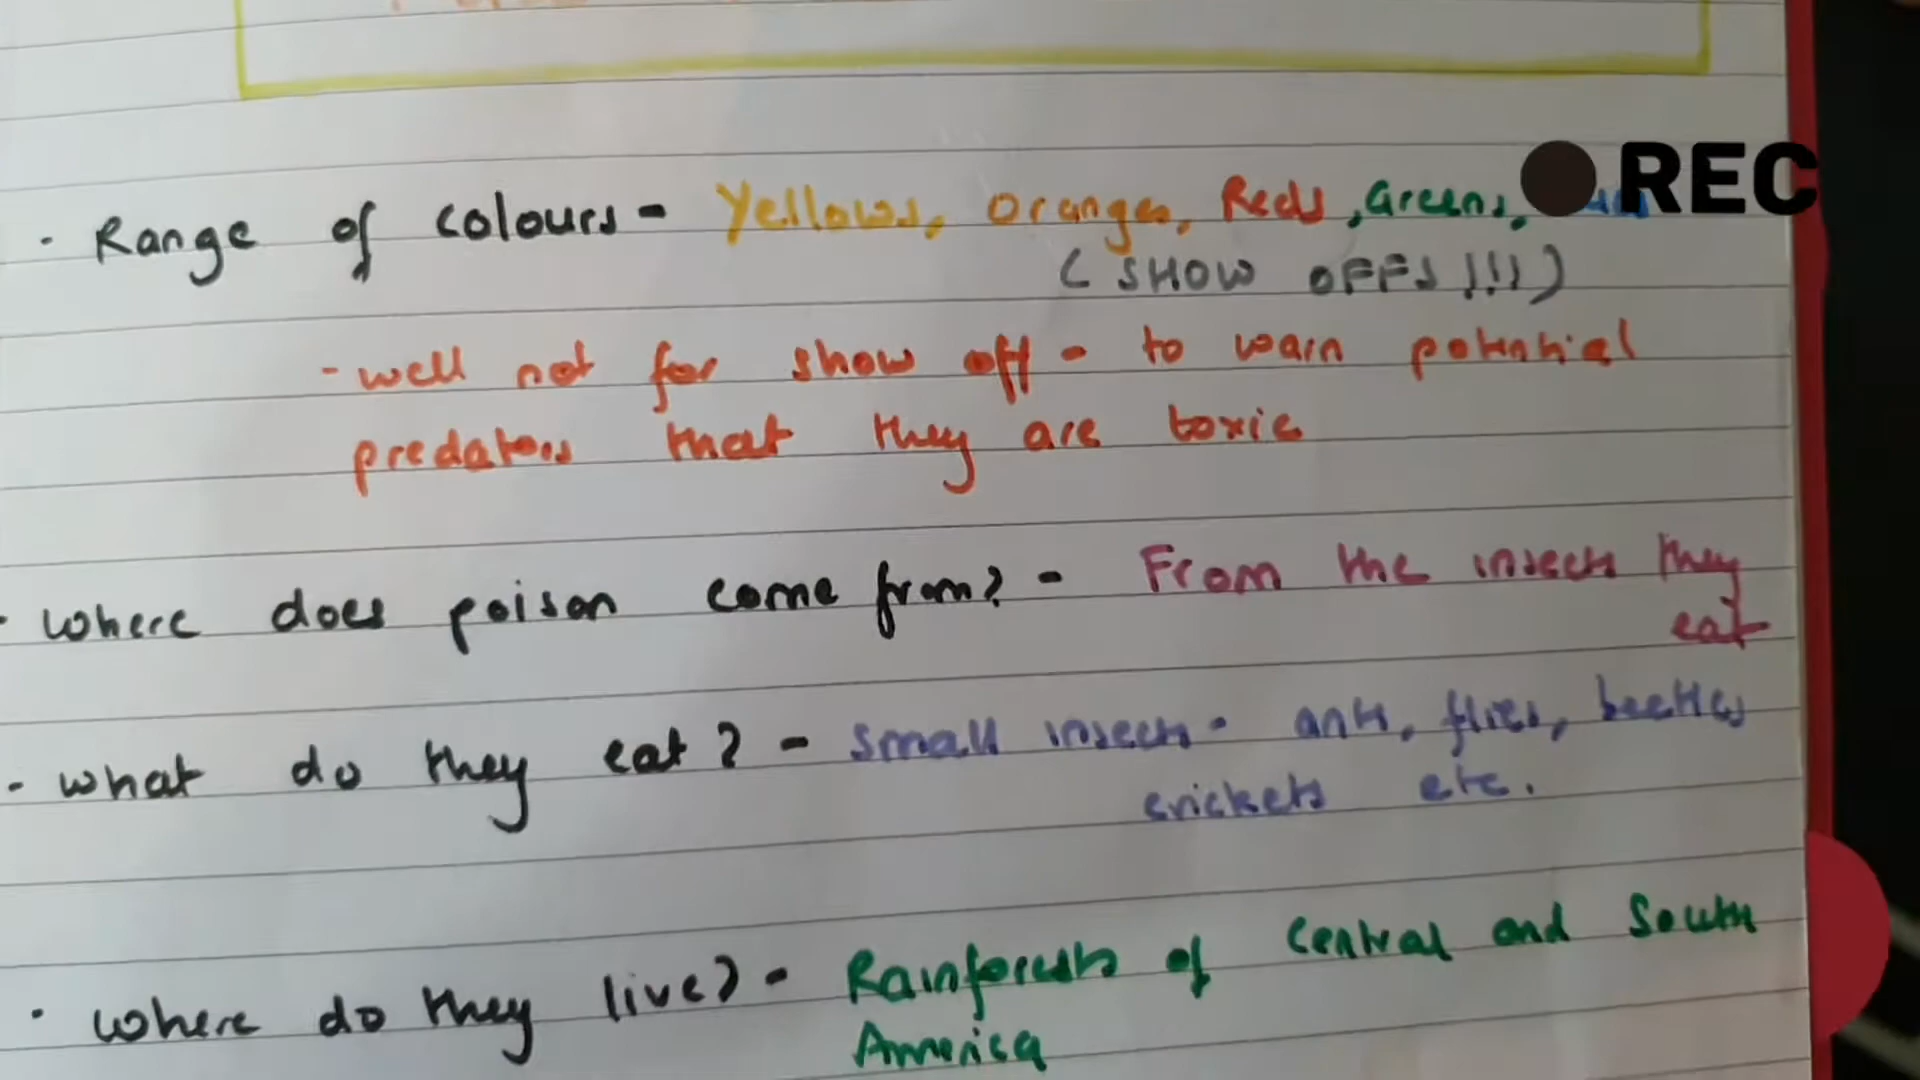 REC
· Range of colours - Yellows, Oranges, Reds, Greens,
( SHOW OFFS !!!)
- well not for show off - to warn potential
predators that they are toxic
· where does poison come from? - From the insects they
eat
- what do they eat? - small insects - ants, flies, beetles
crickets etc.
· where do they live? - Rainforests of Central and South
America